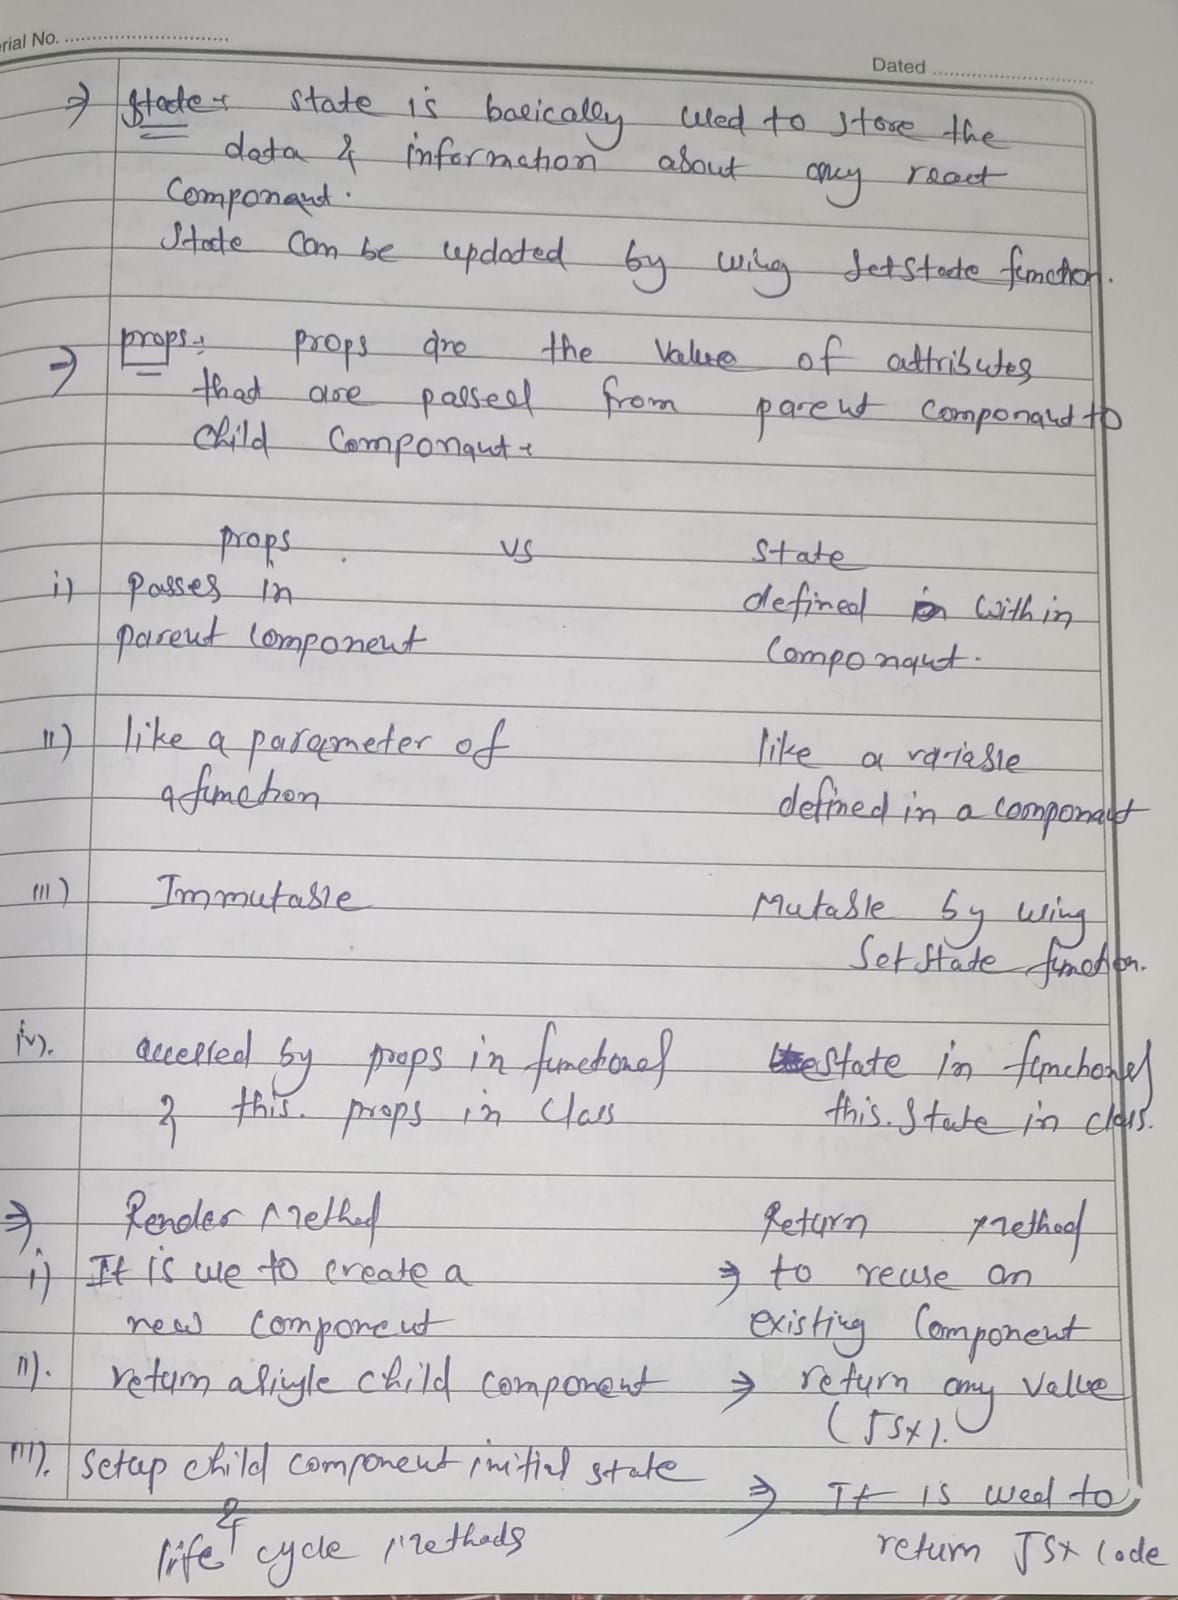 rial No. ..............................
Dated ..............................
⇒ State :- state is basically used to store the
data & information about any react
Componant.
State Can be updated by using setState function.
⇒ props :- props are the value of attributes
that are passed from parent componant to
child Componant :
props vs State
i) Passes in defined in within
parent component Componant.
ii) like a parameter of like a variable
a function defined in a componant
iii) Immutable Mutable by using
SetState function.
iv). accessed by props in functional state in functional
& this. props in class this. State in class.
⇒ Render Method Return Method
i) It is use to create a ⇒ to reuse an
new component existing Component
ii). return a single child component ⇒ return any value
(JSX).
iii). setup child component initial state ⇒ It is used to
& life cycle methods return JSX Code